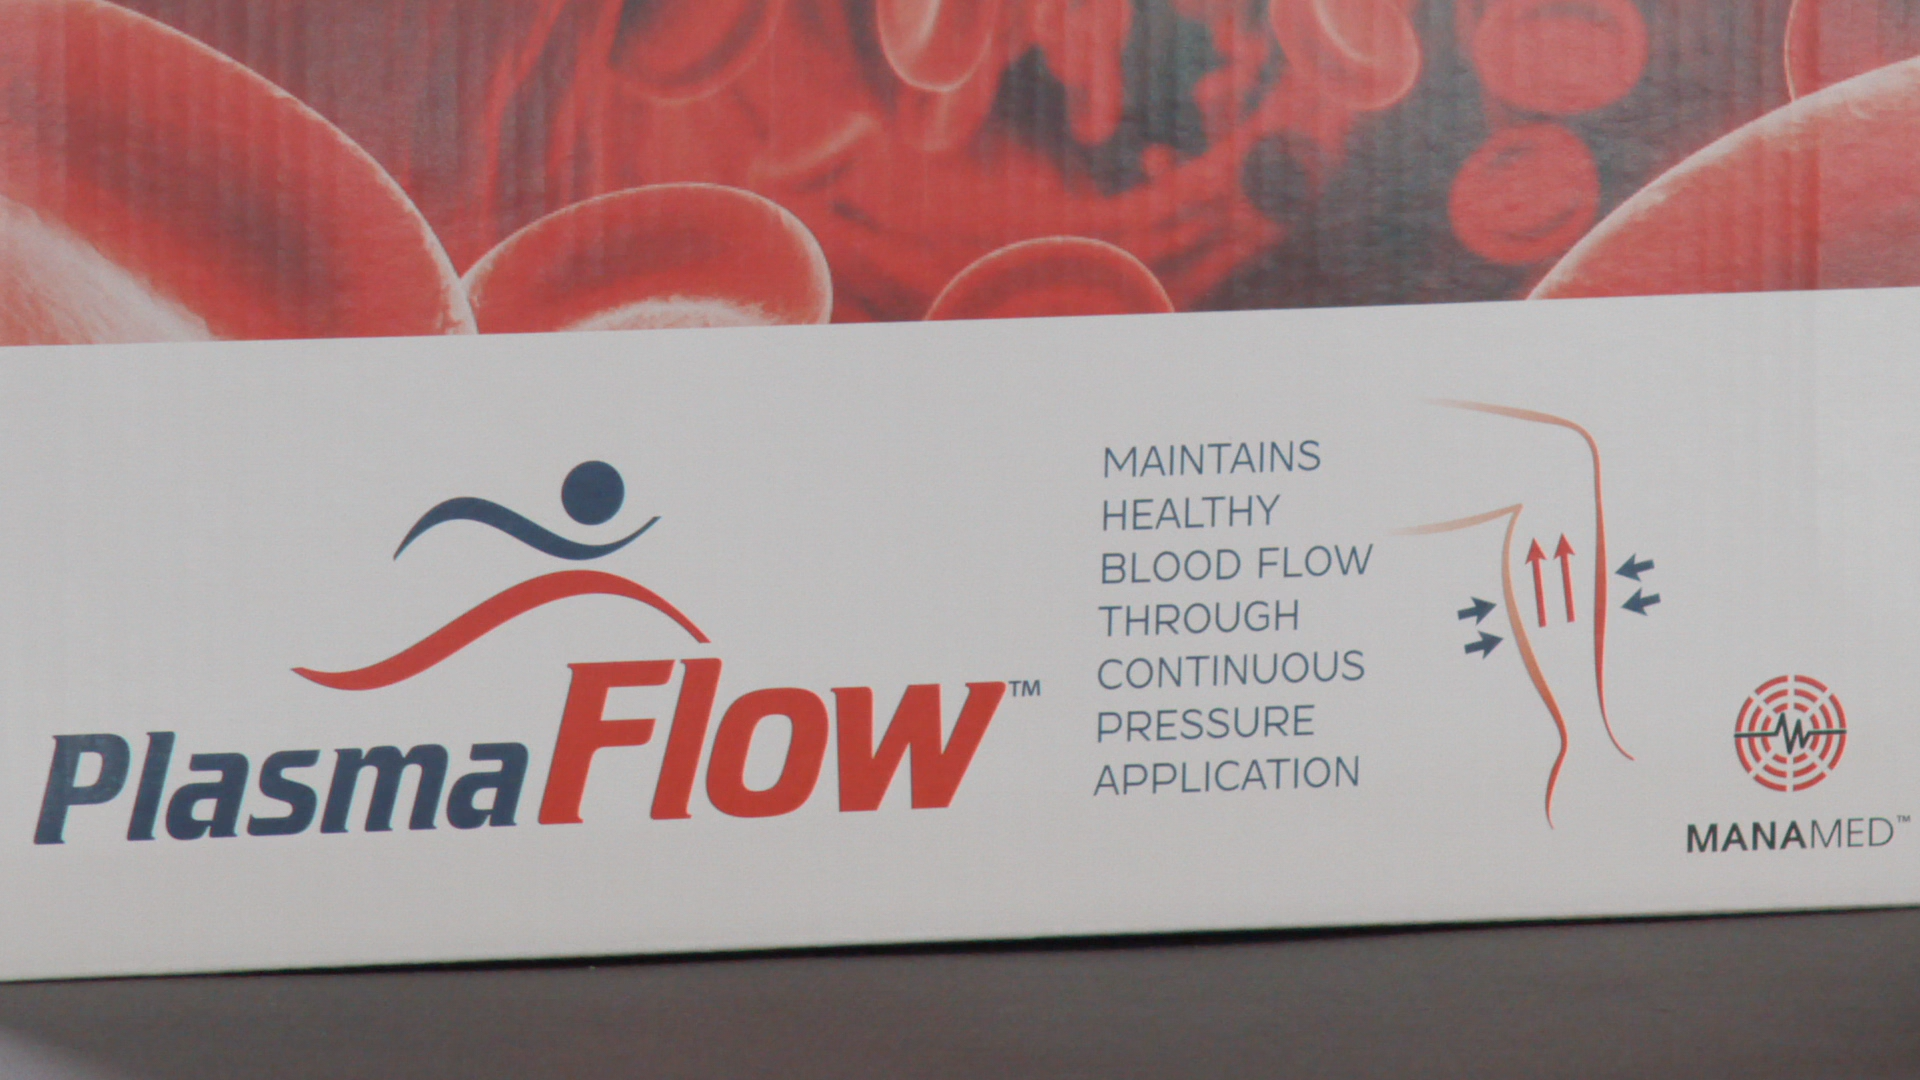 PlasmaFlow™
MAINTAINS
HEALTHY
BLOOD FLOW
THROUGH
CONTINUOUS
PRESSURE
APPLICATION
MANAMED™